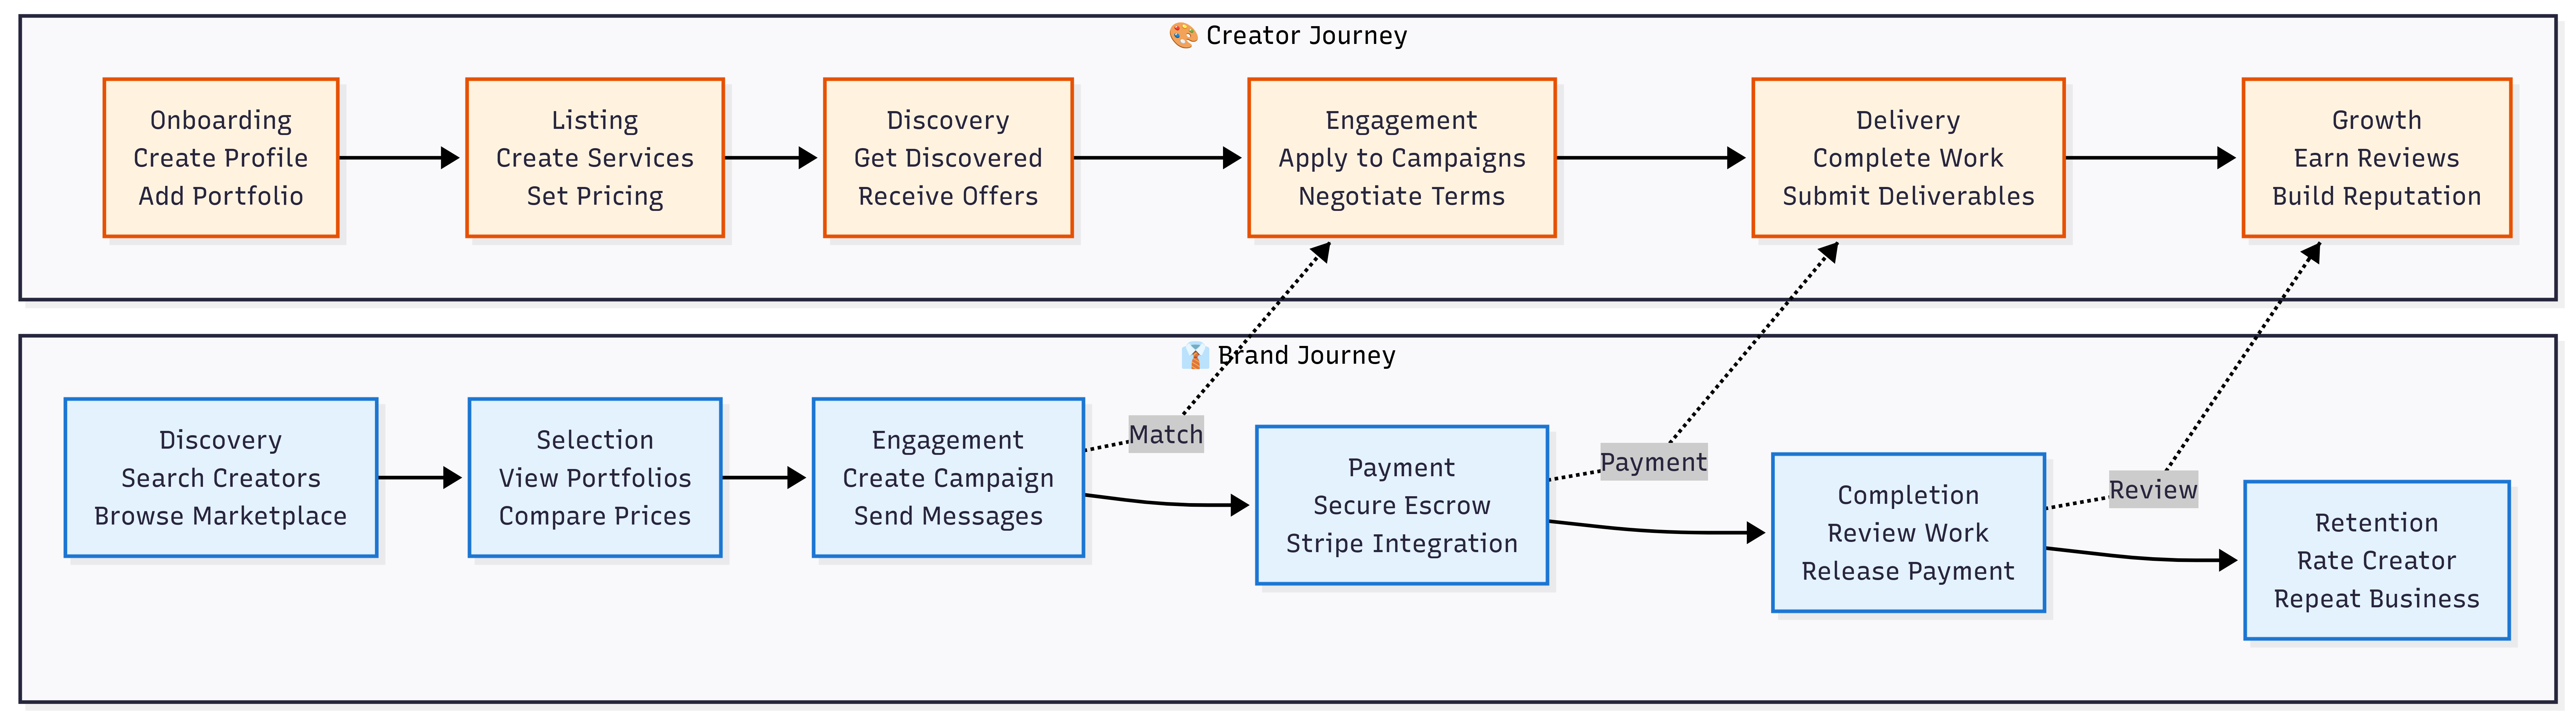 🎨 Creator Journey
Onboarding
Create Profile
Add Portfolio
Listing
Create Services
Set Pricing
Discovery
Get Discovered
Receive Offers
Engagement
Apply to Campaigns
Negotiate Terms
Delivery
Complete Work
Submit Deliverables
Growth
Earn Reviews
Build Reputation
👔 Brand Journey
Discovery
Search Creators
Browse Marketplace
Selection
View Portfolios
Compare Prices
Engagement
Create Campaign
Send Messages
Match
Payment
Secure Escrow
Stripe Integration
Payment
Completion
Review Work
Release Payment
Review
Retention
Rate Creator
Repeat Business